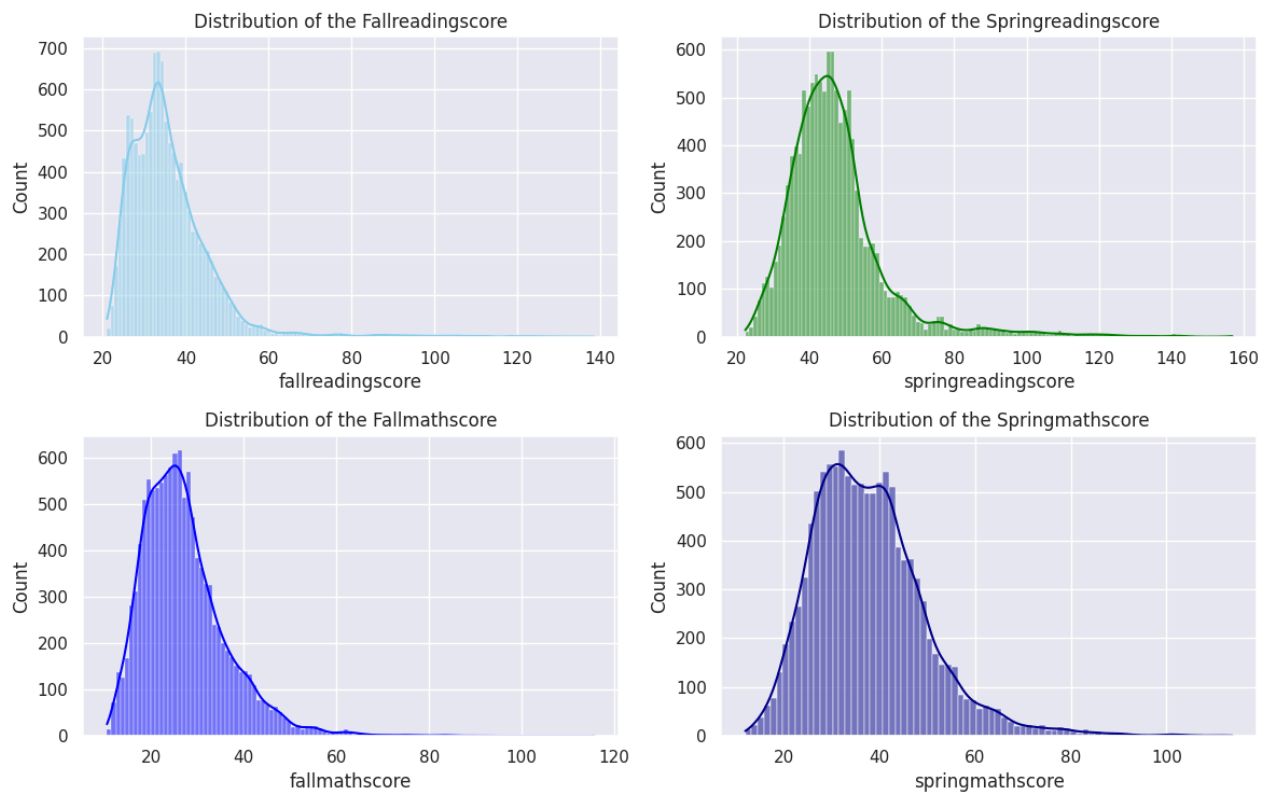 Distribution of the Fallreadingscore
700
600
500
400
300
200
100
0
20 40 60 80 100 120 140
Count
fallreadingscore
Distribution of the Springreadingscore
600
500
400
300
200
100
0
20 40 60 80 100 120 140 160
Count
springreadingscore
Distribution of the Fallmathscore
600
500
400
300
200
100
0
20 40 60 80 100 120
Count
fallmathscore
Distribution of the Springmathscore
600
500
400
300
200
100
0
20 40 60 80 100
Count
springmathscore